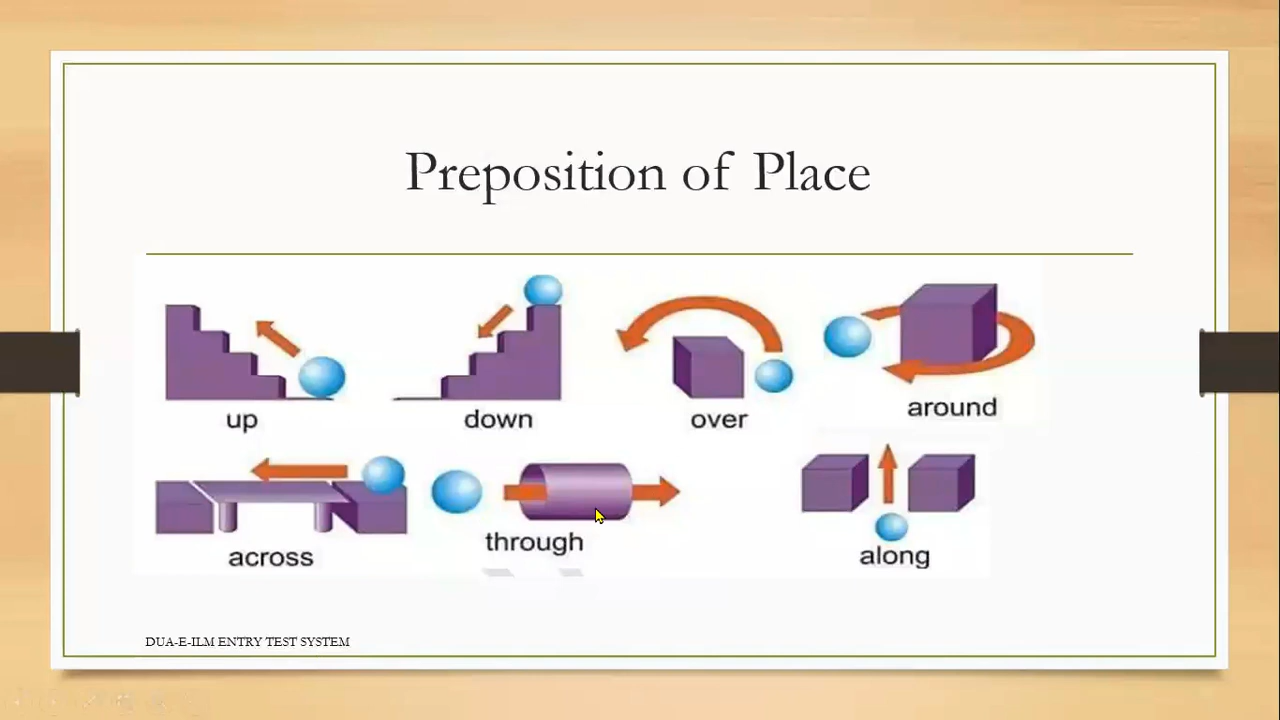 Preposition of Place
up
down
over
around
across
through
along
DUA-E-ILM ENTRY TEST SYSTEM